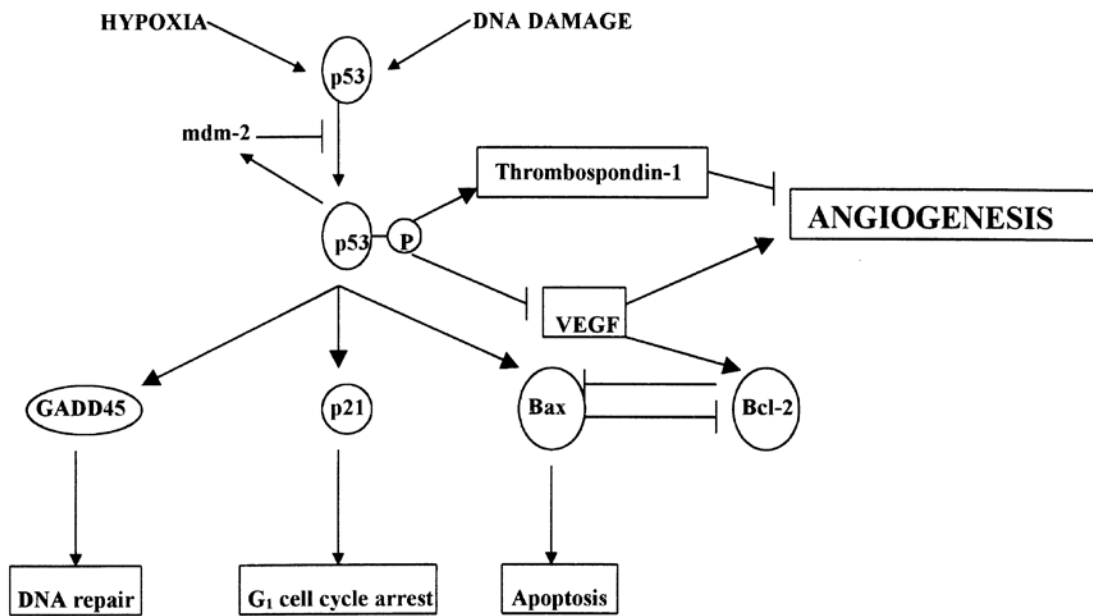 HYPOXIA
DNA DAMAGE
p53
mdm-2
Thrombospondin-1
ANGIOGENESIS
p53
P
VEGF
GADD45
p21
Bax
Bcl-2
DNA repair
G₁ cell cycle arrest
Apoptosis